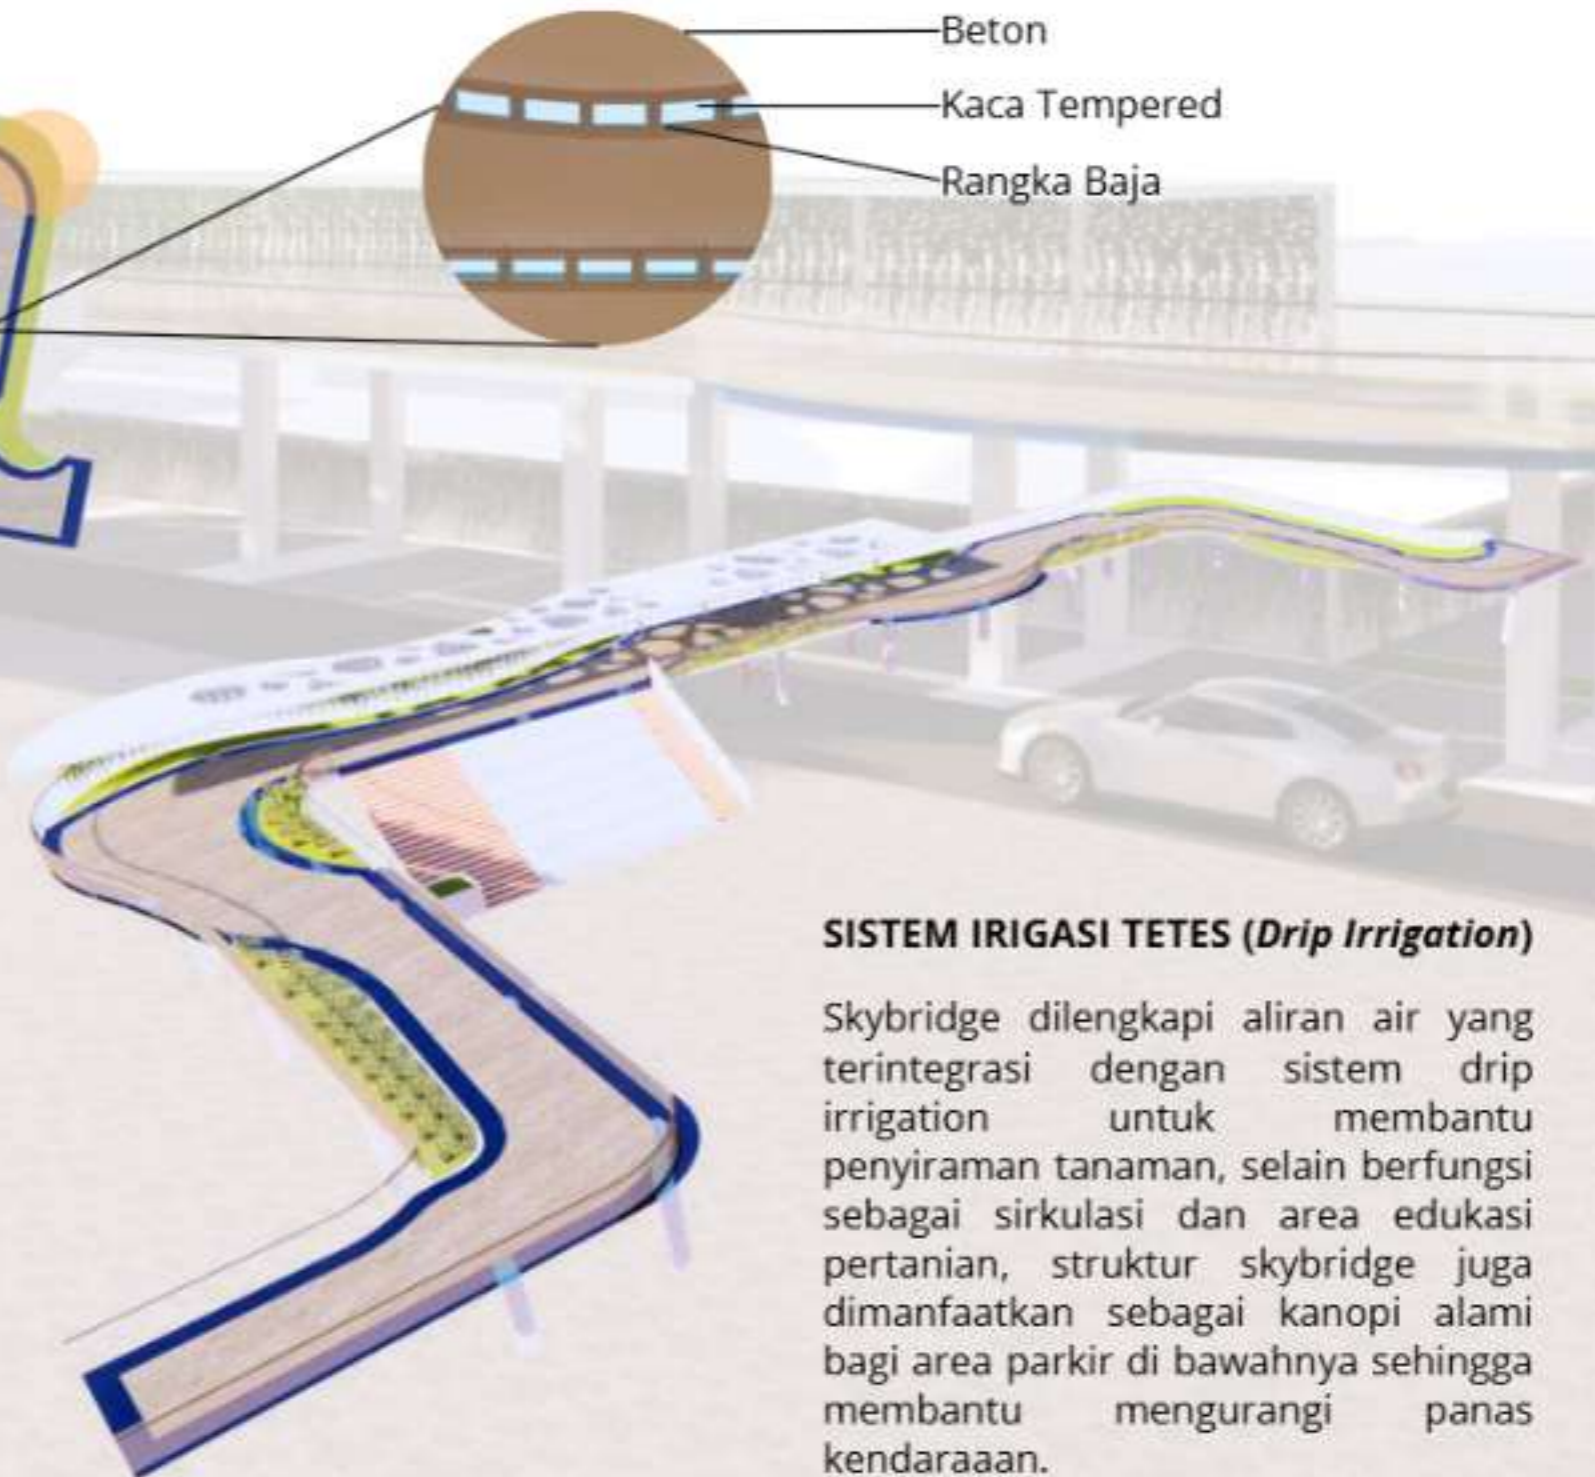 Beton
Kaca Tempered
Rangka Baja
SISTEM IRIGASI TETES (Drip Irrigation)
Skybridge dilengkapi aliran air yang
terintegrasi dengan sistem drip
irrigation untuk membantu
penyiraman tanaman, selain berfungsi
sebagai sirkulasi dan area edukasi
pertanian, struktur skybridge juga
dimanfaatkan sebagai kanopi alami
bagi area parkir di bawahnya sehingga
membantu mengurangi panas
kendaraaan.